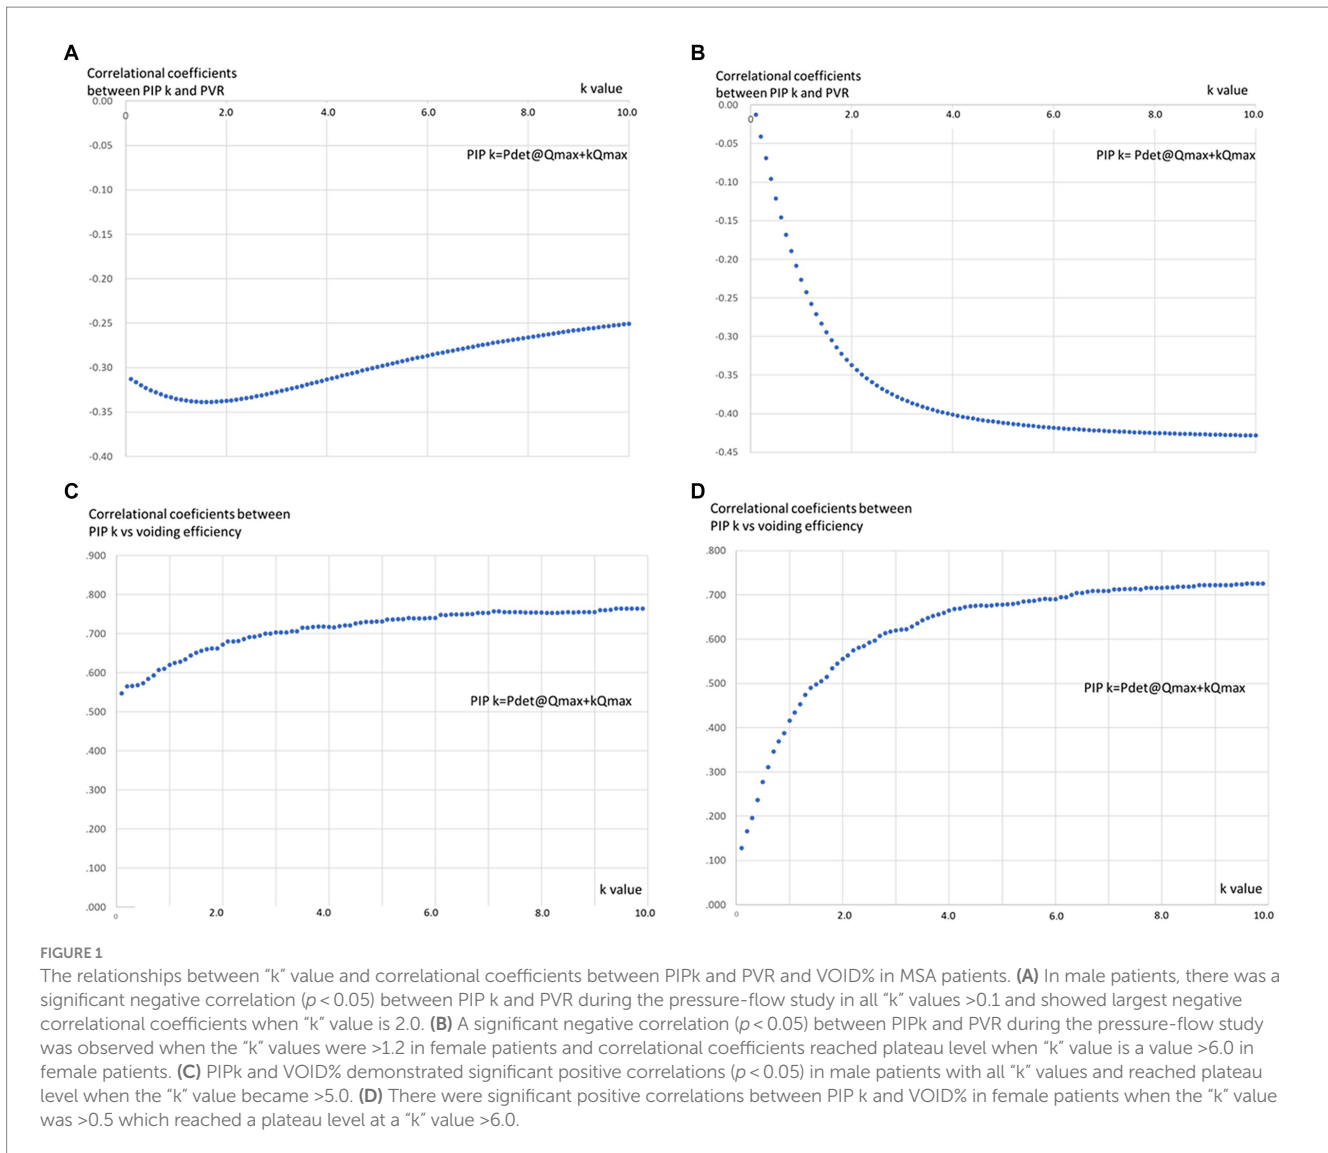 A
Correlational coefficients
between PIP k and PVR
k value
0.00
0
2.0
4.0
6.0
8.0
10.0
PIP k=Pdet@Qmax+kQmax
-0.05
-0.10
-0.15
-0.20
-0.25
-0.30
-0.35
-0.40
B
Correlational coefficients
between PIP k and PVR
k value
0.00
0
2.0
4.0
6.0
8.0
10.0
PIP k= Pdet@Qmax+kQmax
-0.05
-0.10
-0.15
-0.20
-0.25
-0.30
-0.35
-0.40
-0.45
C
Correlational coeficients between
PIP k vs voiding efficiency
.900
.800
.700
.600
.500
.400
.300
.200
.100
.000
PIP k=Pdet@Qmax+kQmax
k value
0
2.0
4.0
6.0
8.0
10.0
D
Correlational coefficients between
PIP k vs voiding efficiency
.800
.700
.600
.500
.400
.300
.200
.100
.000
PIP k=Pdet@Qmax+kQmax
k value
0
2.0
4.0
6.0
8.0
10.0
FIGURE 1
The relationships between "k" value and correlational coefficients between PIPk and PVR and VOID% in MSA patients. (A) In male patients, there was a
significant negative correlation (p < 0.05) between PIP k and PVR during the pressure-flow study in all "k" values >0.1 and showed largest negative
correlational coefficients when "k" value is 2.0. (B) A significant negative correlation (p < 0.05) between PIPk and PVR during the pressure-flow study
was observed when the "k" values were >1.2 in female patients and correlational coefficients reached plateau level when "k" value is a value >6.0 in
female patients. (C) PIPk and VOID% demonstrated significant positive correlations (p < 0.05) in male patients with all "k" values and reached plateau
level when the "k" value became >5.0. (D) There were significant positive correlations between PIP k and VOID% in female patients when the "k" value
was >0.5 which reached a plateau level at a "k" value >6.0.